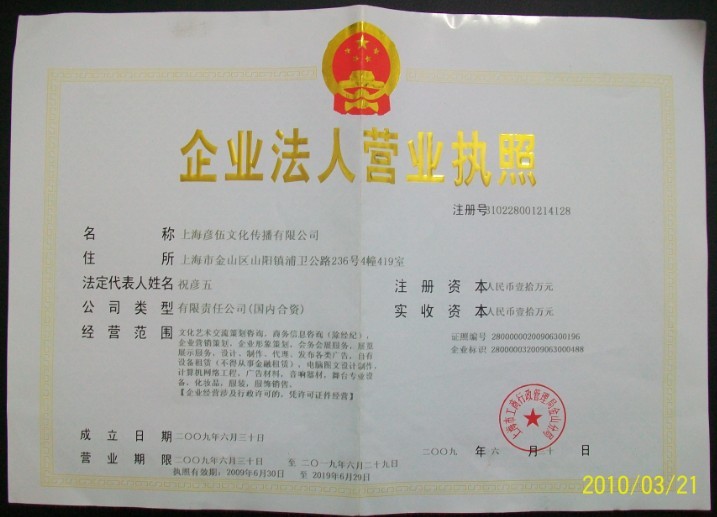 企业法人营业执照
注册号310228001214128
名 称 上海彦伍文化传播有限公司
住 所 上海市金山区山阳镇浦卫公路236号4幢419室
法定代表人姓名 祝彦五
注册资本 人民币壹拾万元
公司类型 有限责任公司(国内合资)
实收资本 人民币壹拾万元
经营范围 文化艺术交流策划咨询，商务信息咨询（除经纪），
企业营销策划，企业形象策划，会务会展服务，展览
展示服务，设计、制作、代理、发布各类广告，自有
设备租赁（不得从事金融租赁），电脑图文设计制作，
计算机网络工程，广告材料，音响器材，舞台专业设
备，化妆品，服装，服饰销售。
【企业经营涉及行政许可的，凭许可证件经营】
证照编号 28000000200906300196
企业标识 28000003200906300488
上海市工商行政管理局金山分局
成立日期 二〇〇九年六月三十日
二〇〇九 年 六 月 三十 日
营业期限 二〇〇九年六月三十日 至 二〇一九年六月二十九日
执照有效期：2009年6月30日 至 2019年6月29日
2010/03/21